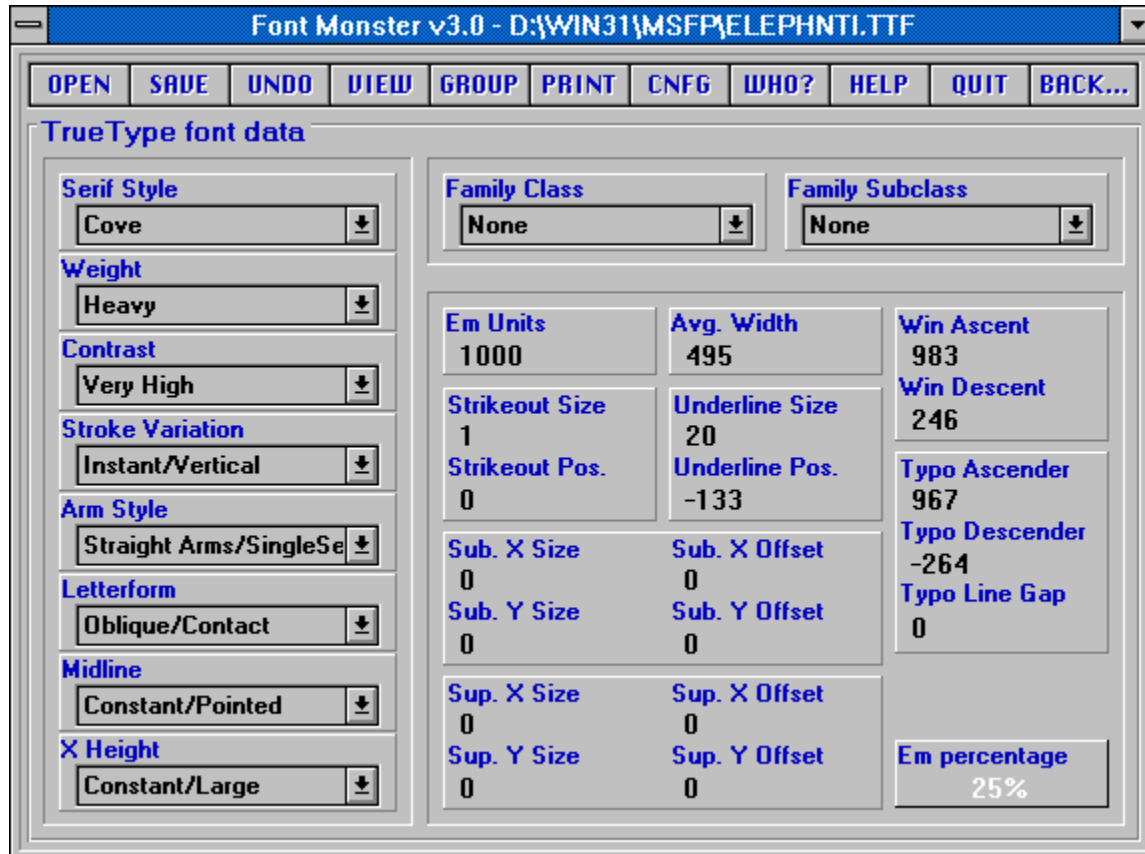 Font Monster v3.0 - D:\WIN31\MSFP\ELEPHNTI.TTF
OPEN SAVE UNDO VIEW GROUP PRINT CNFG WHO? HELP QUIT BACK...
TrueType font data
Serif Style
Cove
Weight
Heavy
Contrast
Very High
Stroke Variation
Instant/Vertical
Arm Style
Straight Arms/SingleSe
Letterform
Oblique/Contact
Midline
Constant/Pointed
X Height
Constant/Large
Family Class
None
Family Subclass
None
Em Units
1000
Avg. Width
495
Strikeout Size
1
Strikeout Pos.
0
Underline Size
20
Underline Pos.
-133
Win Ascent
983
Win Descent
246
Typo Ascender
967
Typo Descender
-264
Typo Line Gap
0
Sub. X Size
0
Sub. X Offset
0
Sub. Y Size
0
Sub. Y Offset
0
Sup. X Size
0
Sup. X Offset
0
Sup. Y Size
0
Sup. Y Offset
0
Em percentage
25%